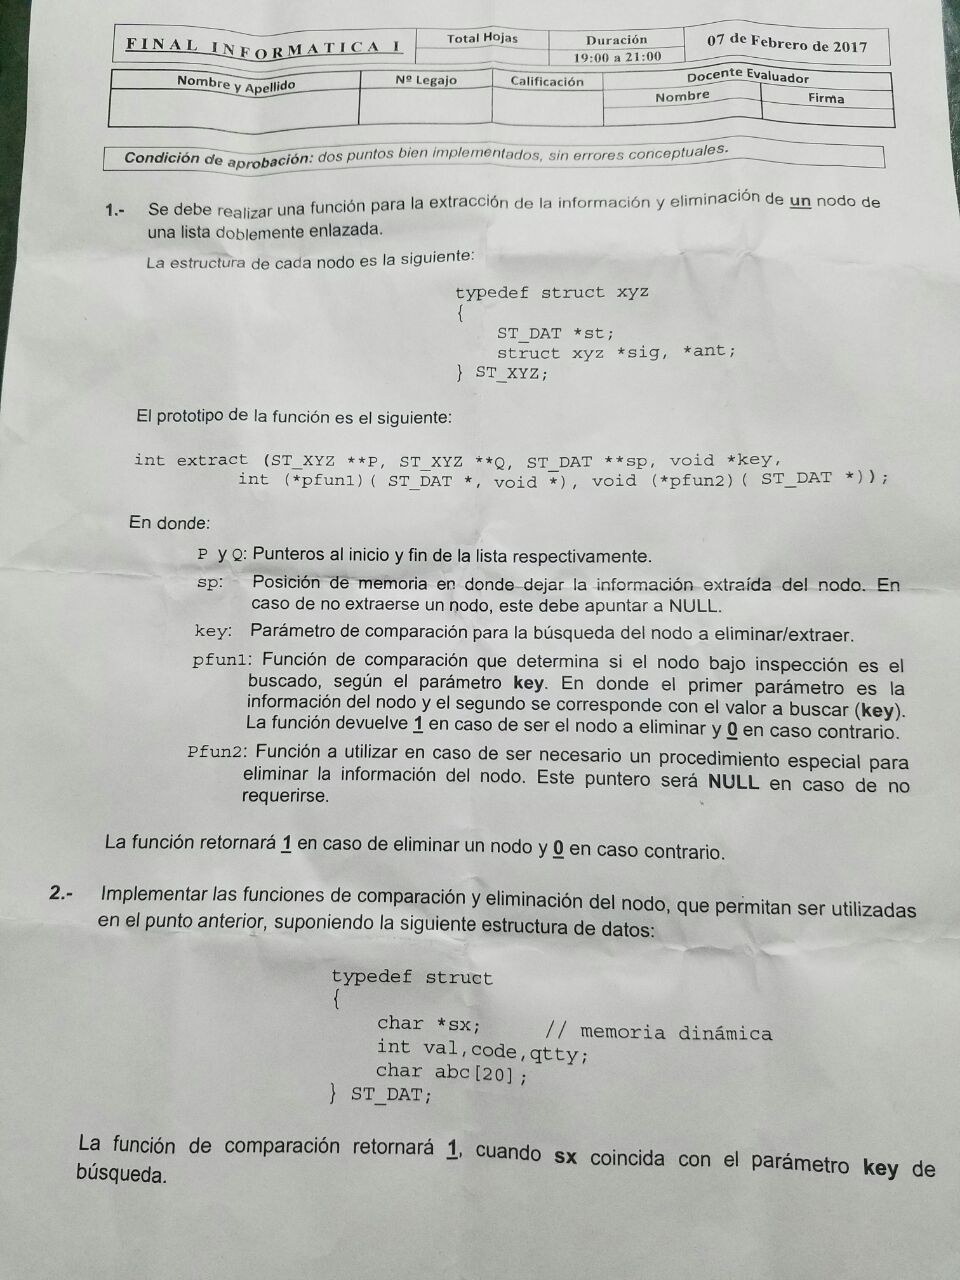 FINAL INFORMATICA I
Total Hojas
Duración
19:00 a 21:00
07 de Febrero de 2017
Nombre y Apellido
Nº Legajo
Calificación
Docente Evaluador
Nombre
Firma
Condición de aprobación: dos puntos bien implementados, sin errores conceptuales.
1.- Se debe realizar una función para la extracción de la información y eliminación de un nodo de
una lista doblemente enlazada.
La estructura de cada nodo es la siguiente:
typedef struct xyz
{
ST_DAT *st;
struct xyz *sig, *ant;
} ST_XYZ;
El prototipo de la función es el siguiente:
int extract (ST_XYZ **P, ST_XYZ **Q, ST_DAT **sp, void *key,
int (*pfun1)( ST_DAT *, void *), void (*pfun2)( ST_DAT *));
En donde:
P y Q: Punteros al inicio y fin de la lista respectivamente.
sp: Posición de memoria en donde dejar la información extraída del nodo. En
caso de no extraerse un nodo, este debe apuntar a NULL.
key: Parámetro de comparación para la búsqueda del nodo a eliminar/extraer.
pfun1: Función de comparación que determina si el nodo bajo inspección es el
buscado, según el parámetro key. En donde el primer parámetro es la
información del nodo y el segundo se corresponde con el valor a buscar (key).
La función devuelve 1 en caso de ser el nodo a eliminar y 0 en caso contrario.
Pfun2: Función a utilizar en caso de ser necesario un procedimiento especial para
eliminar la información del nodo. Este puntero será NULL en caso de no
requerirse.
La función retornará 1 en caso de eliminar un nodo y 0 en caso contrario.
2.- Implementar las funciones de comparación y eliminación del nodo, que permitan ser utilizadas
en el punto anterior, suponiendo la siguiente estructura de datos:
typedef struct
{
char *sx; // memoria dinámica
int val,code,qtty;
char abc[20];
} ST_DAT;
La función de comparación retornará 1, cuando sx coincida con el parámetro key de
búsqueda.